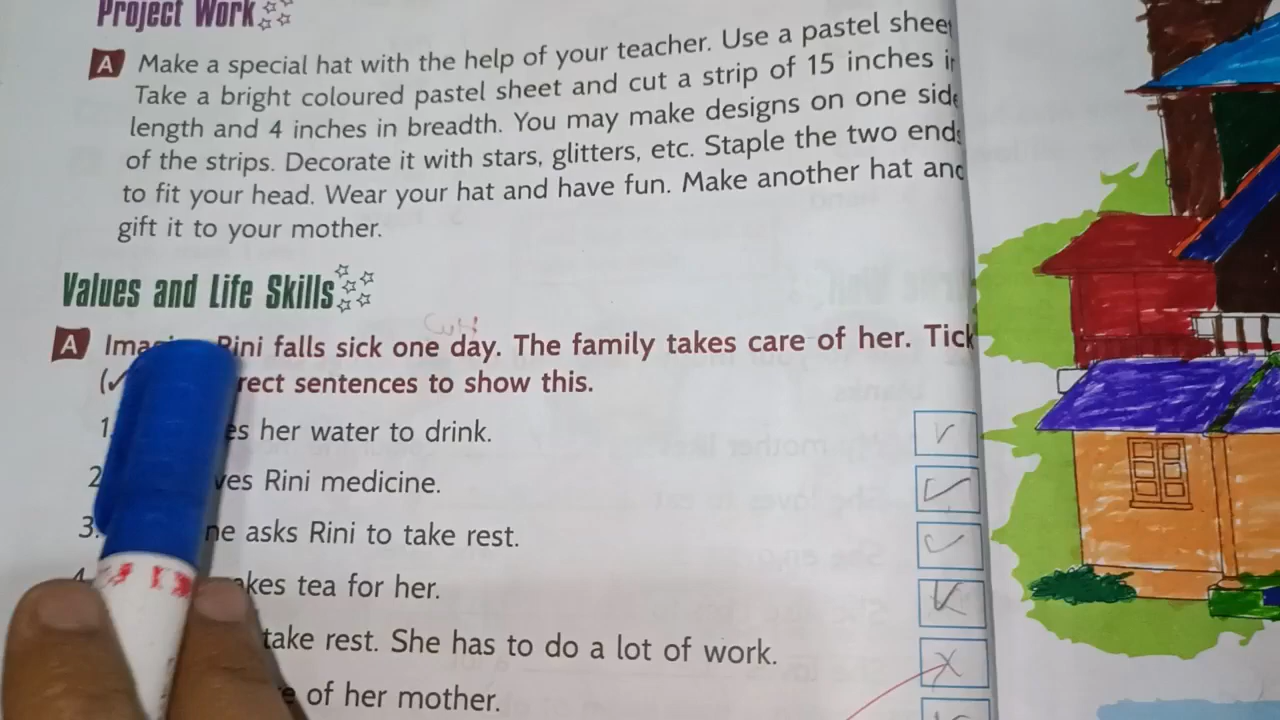 Project Work
A Make a special hat with the help of your teacher. Use a pastel shee
Take a bright coloured pastel sheet and cut a strip of 15 inches i
length and 4 inches in breadth. You may make designs on one side
of the strips. Decorate it with stars, glitters, etc. Staple the two ends
to fit your head. Wear your hat and have fun. Make another hat and
gift it to your mother.
Values and Life Skills
A Rini falls sick one day. The family takes care of her. Tick
(✓ rect sentences to show this.
1. es her water to drink.
2 ves Rini medicine.
3. ne asks Rini to take rest.
4 kes tea for her.
take rest. She has to do a lot of work.
e of her mother.